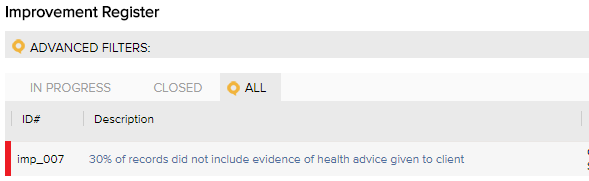 Improvement Register
ADVANCED FILTERS:
IN PROGRESS CLOSED ALL
ID# Description
imp_007 30% of records did not include evidence of health advice given to client